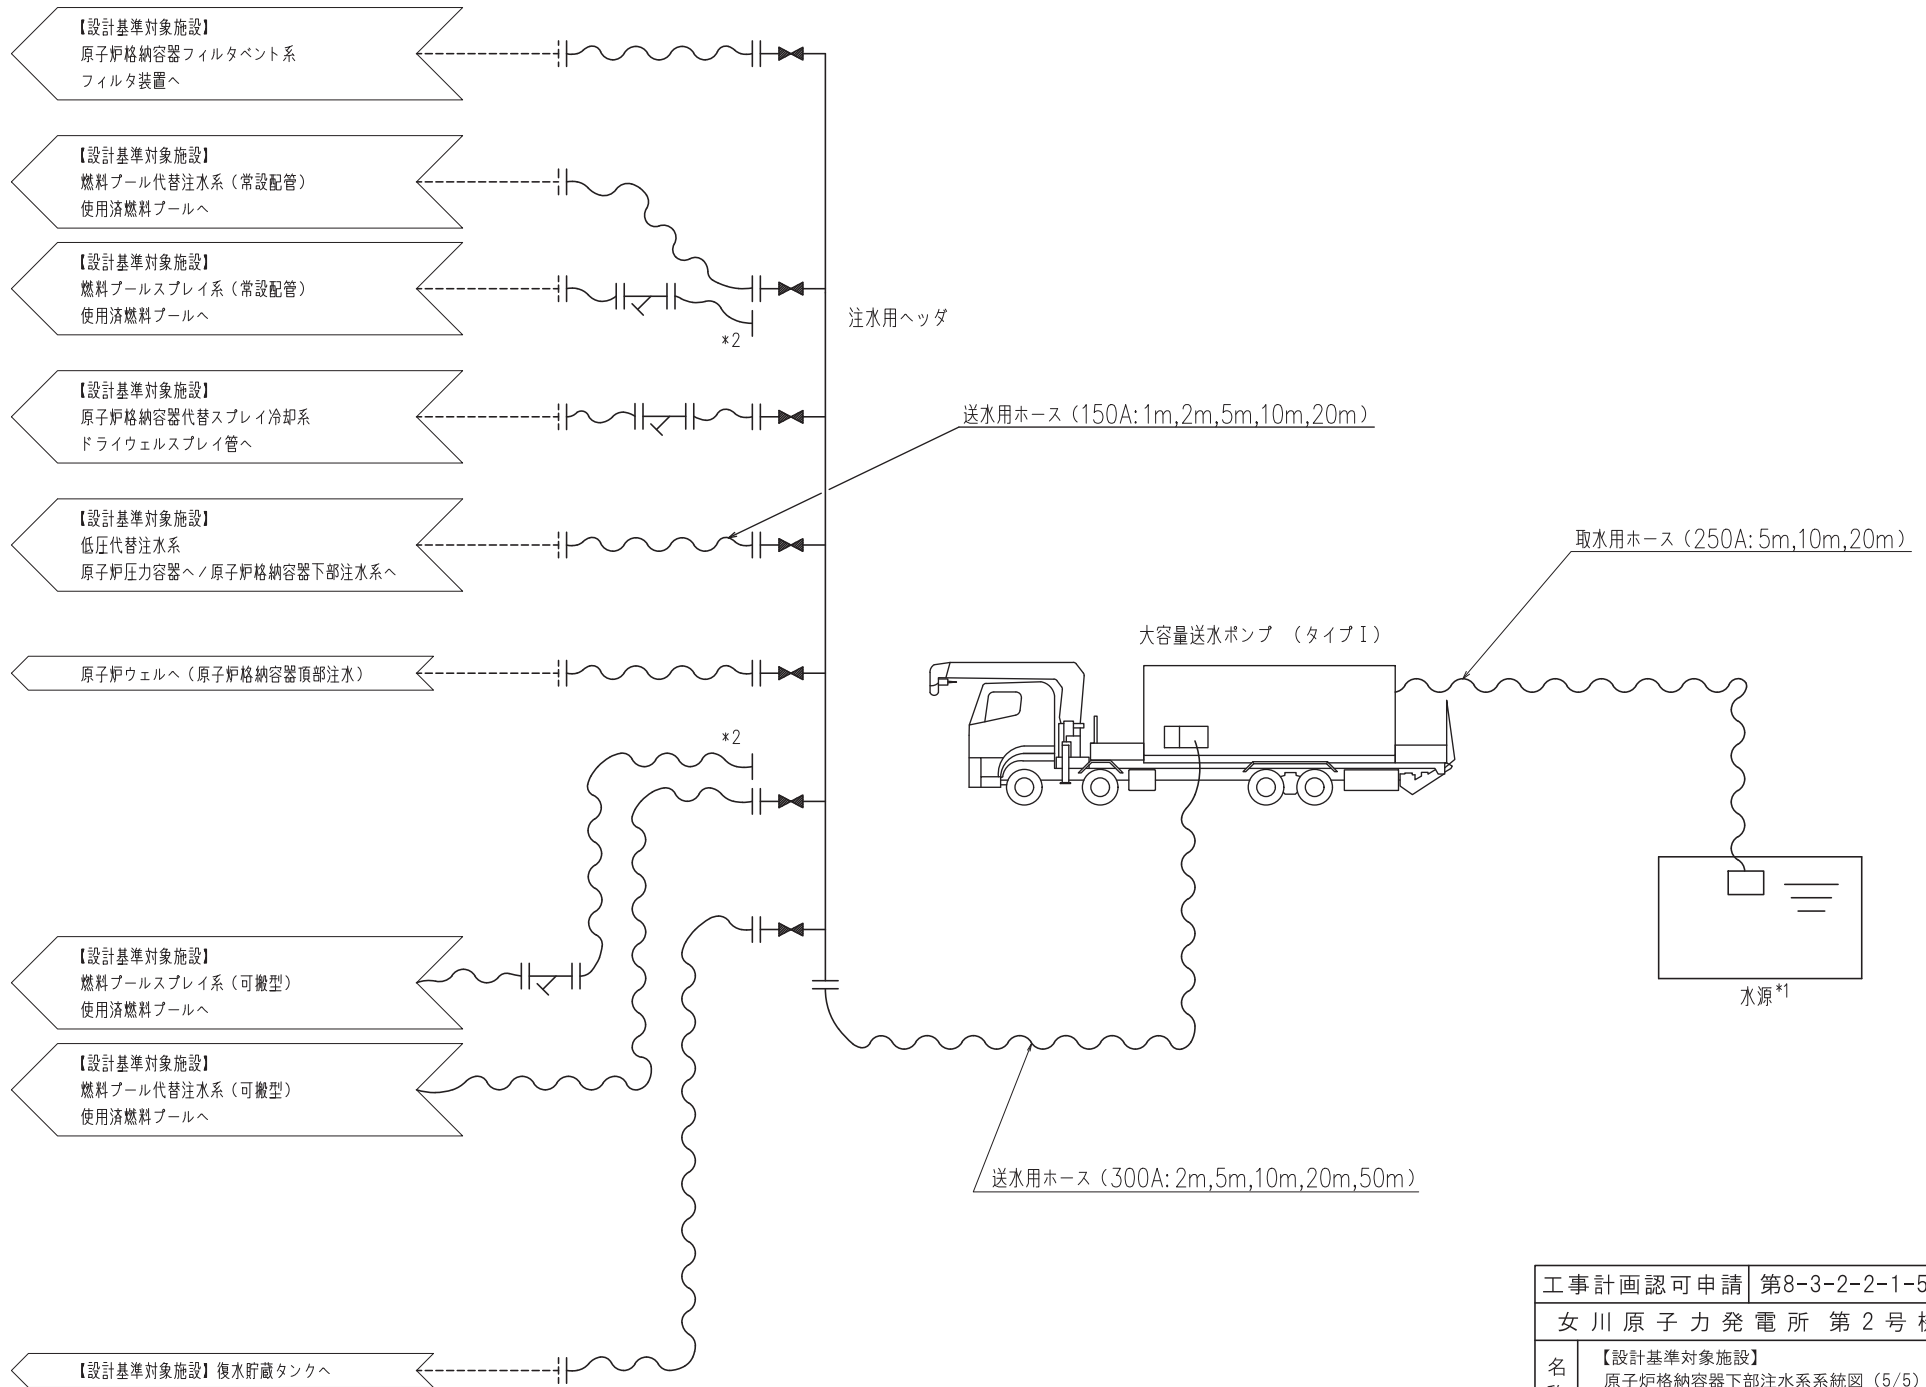 【設計基準対象施設】
原子炉格納容器フィルタベント系
フィルタ装置へ
【設計基準対象施設】
燃料プール代替注水系（常設配管）
使用済燃料プールへ
【設計基準対象施設】
燃料プールスプレイ系（常設配管）
使用済燃料プールへ
*2
注水用ヘッダ
【設計基準対象施設】
原子炉格納容器代替スプレイ冷却系
ドライウェルスプレイ管へ
送水用ホース（150A:1m,2m,5m,10m,20m）
【設計基準対象施設】
低圧代替注水系
原子炉圧力容器へ／原子炉格納容器下部注水系へ
取水用ホース（250A:5m,10m,20m）
大容量送水ポンプ （タイプⅠ）
原子炉ウェルへ（原子炉格納容器頂部注水）
*2
【設計基準対象施設】
燃料プールスプレイ系（可搬型）
使用済燃料プールへ
水源*1
【設計基準対象施設】
燃料プール代替注水系（可搬型）
使用済燃料プールへ
送水用ホース（300A:2m,5m,10m,20m,50m）
【設計基準対象施設】復水貯蔵タンクへ
工事計画認可申請 第8-3-2-2-1-5
女川原子力発電所 第2号
名
【設計基準対象施設】
原子炉格納容器下部注水系系統図（5/5）